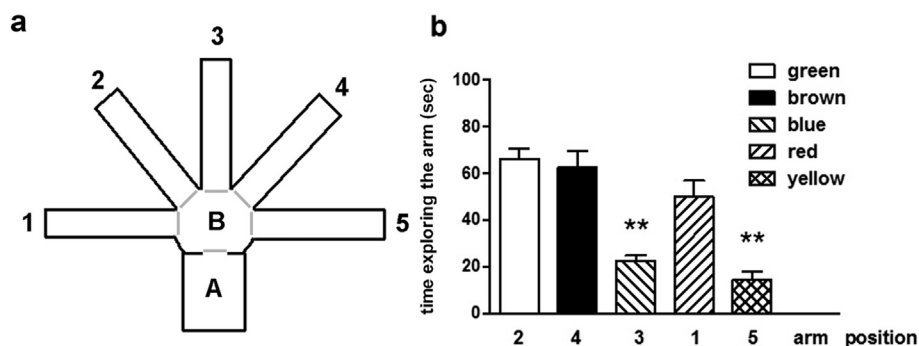 a
3
2
4
1
B
5
A
b
time exploring the arm (sec)
100
80
60
40
20
0
green
brown
blue
red
yellow
**
**
2 4 3 1 5 arm position